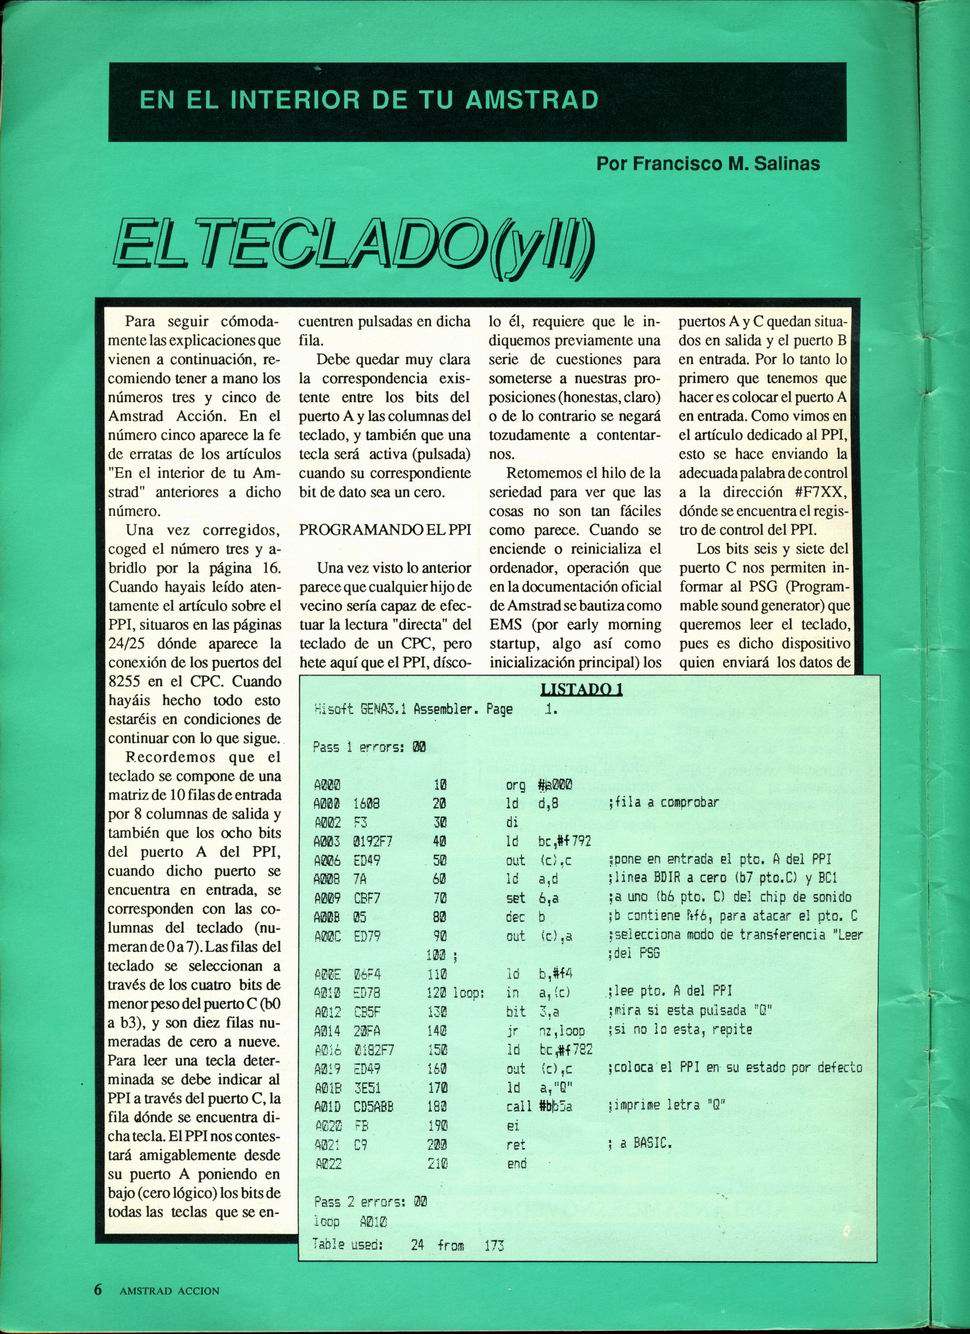 EN EL INTERIOR DE TU AMSTRAD
Por Francisco M. Salinas
EL TECLADO(y II)
Para seguir cómoda-
mente las explicaciones que
vienen a continuación, re-
comiendo tener a mano los
números tres y cinco de
Amstrad Acción. En el
número cinco aparece la fe
de erratas de los artículos
"En el interior de tu Am-
strad" anteriores a dicho
número.
Una vez corregidos,
coged el número tres y a-
bridlo por la página 16.
Cuando hayais leído aten-
tamente el artículo sobre el
PPI, situaros en las páginas
24/25 dónde aparece la
conexión de los puertos del
8255 en el CPC. Cuando
hayáis hecho todo esto
estaréis en condiciones de
continuar con lo que sigue.
Recordemos que el
teclado se compone de una
matriz de 10 filas de entrada
por 8 columnas de salida y
también que los ocho bits
del puerto A del PPI,
cuando dicho puerto se
encuentra en entrada, se
corresponden con las co-
lumnas del teclado (nu-
meran de 0 a 7). Las filas del
teclado se seleccionan a
través de los cuatro bits de
menor peso del puerto C (b0
a b3), y son diez filas nu-
meradas de cero a nueve.
Para leer una tecla deter-
minada se debe indicar al
PPI a través del puerto C, la
fila dónde se encuentra di-
cha tecla. El PPI nos contes-
tará amigablemente desde
su puerto A poniendo en
bajo (cero lógico) los bits de
todas las teclas que se en-
cuentren pulsadas en dicha
fila.
Debe quedar muy clara
la correspondencia exis-
tente entre los bits del
puerto A y las columnas del
teclado, y también que una
tecla será activa (pulsada)
cuando su correspondiente
bit de dato sea un cero.
PROGRAMANDO EL PPI
Una vez visto lo anterior
parece que cualquier hijo de
vecino sería capaz de efec-
tuar la lectura "directa" del
teclado de un CPC, pero
hete aquí que el PPI, dísco-
lo él, requiere que le in-
diquemos previamente una
serie de cuestiones para
someterse a nuestras pro-
posiciones (honestas, claro)
o de lo contrario se negará
tozudamente a contentar-
nos.
Retomemos el hilo de la
seriedad para ver que las
cosas no son tan fáciles
como parece. Cuando se
enciende o reinicializa el
ordenador, operación que
en la documentación oficial
de Amstrad se bautiza como
EMS (por early morning
startup, algo así como
inicialización principal) los
puertos A y C quedan situa-
dos en salida y el puerto B
en entrada. Por lo tanto lo
primero que tenemos que
hacer es colocar el puerto A
en entrada. Como vimos en
el artículo dedicado al PPI,
esto se hace enviando la
adecuada palabra de control
a la dirección #F7XX,
dónde se encuentra el regis-
tro de control del PPI.
Los bits seis y siete del
puerto C nos permiten in-
formar al PSG (Program-
mable sound generator) que
queremos leer el teclado,
pues es dicho dispositivo
quien enviará los datos de
LISTADO 1
Hisoft GENA3.1 Assembler. Page 1.
Pass 1 errors: 00
A000 10 org #a000
A000 1608 20 ld d,8 ;fila a comprobar
A002 F3 30 di
A003 0192F7 40 ld bc,#f792
A006 ED49 50 out (c),c ;pone en entrada el pto. A del PPI
A008 7A 60 ld a,d ;linea BDIR a cero (b7 pto.C) y BC1
A009 CBF7 70 set 6,a ;a uno (b6 pto. C) del chip de sonido
A00B 05 80 dec b ;b contiene &f6, para atacar el pto. C
A00C ED79 90 out (c),a ;selecciona modo de transferencia "Leer
100 ; ;del PSG
A00E 06F4 110 ld b,#f4
A010 ED78 120 loop: in a,(c) ;lee pto. A del PPI
A012 CB5F 130 bit 3,a ;mira si esta pulsada "Q"
A014 20FA 140 jr nz,loop ;si no lo esta, repite
A016 0182F7 150 ld bc,#f782
A019 ED49 160 out (c),c ;coloca el PPI en su estado por defecto
A01B 3E51 170 ld a,"Q"
A01D CD5ABB 180 call #bb5a ;imprime letra "Q"
A020 FB 190 ei
A021 C9 200 ret ; a BASIC.
A022 210 end
Pass 2 errors: 00
loop A010
Table used: 24 from 173
6 AMSTRAD ACCION